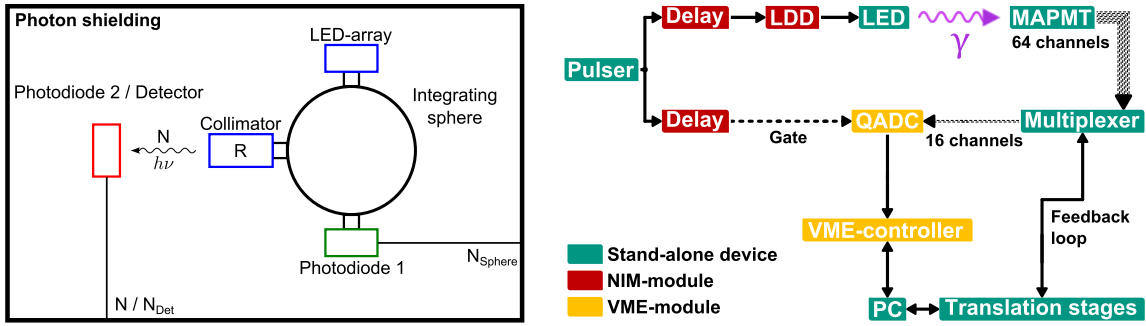 Photon shielding
LED-array
Photodiode 2 / Detector
Integrating
sphere
Collimator
N
hν
R
Photodiode 1
N_Sphere
N / N_Det
Delay
LDD
LED
γ
MAPMT
64 channels
Pulser
Delay
Gate
QADC
16 channels
Multiplexer
VME-controller
Feedback
loop
Stand-alone device
NIM-module
VME-module
PC
Translation stages